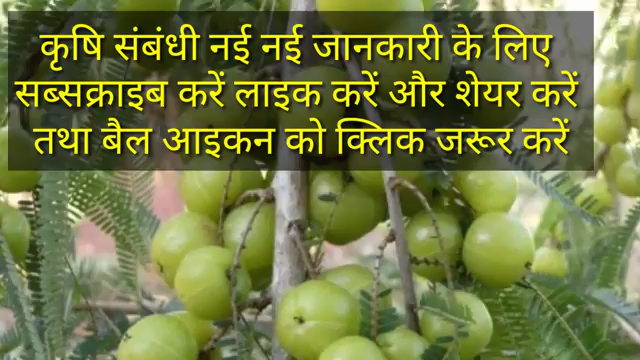 कृषि संबंधी नई नई जानकारी के लिए
सब्सक्राइब करें लाइक करें और शेयर करें
तथा बैल आइकन को क्लिक जरूर करें